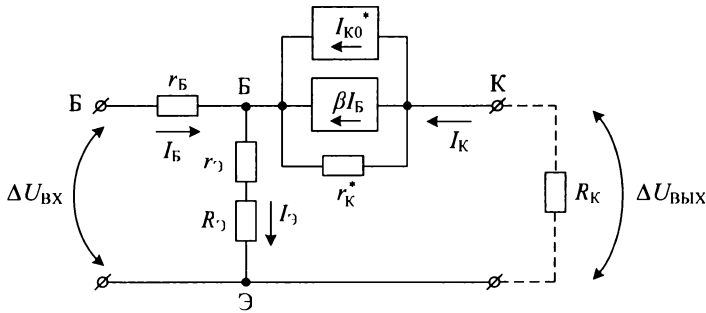 I_К0*
r_Б
Б
Б
βI_Б
К
I_Б
I_К
r_Э
r_К*
ΔU_ВХ
R_Э
I_Э
R_К
ΔU_ВЫХ
Э